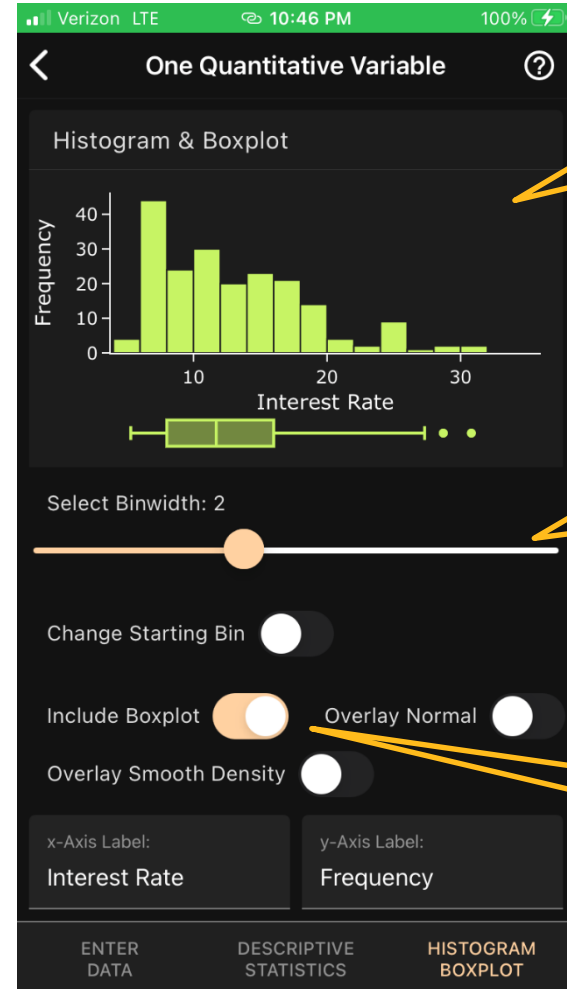 Verizon LTE 10:46 PM 100%
One Quantitative Variable ?
Histogram & Boxplot
Frequency
40
30
20
10
0
10 20 30
Interest Rate
Select Binwidth: 2
Change Starting Bin
Include Boxplot Overlay Normal
Overlay Smooth Density
x-Axis Label: y-Axis Label:
Interest Rate Frequency
ENTER DESCRIPTIVE HISTOGRAM
DATA STATISTICS BOXPLOT